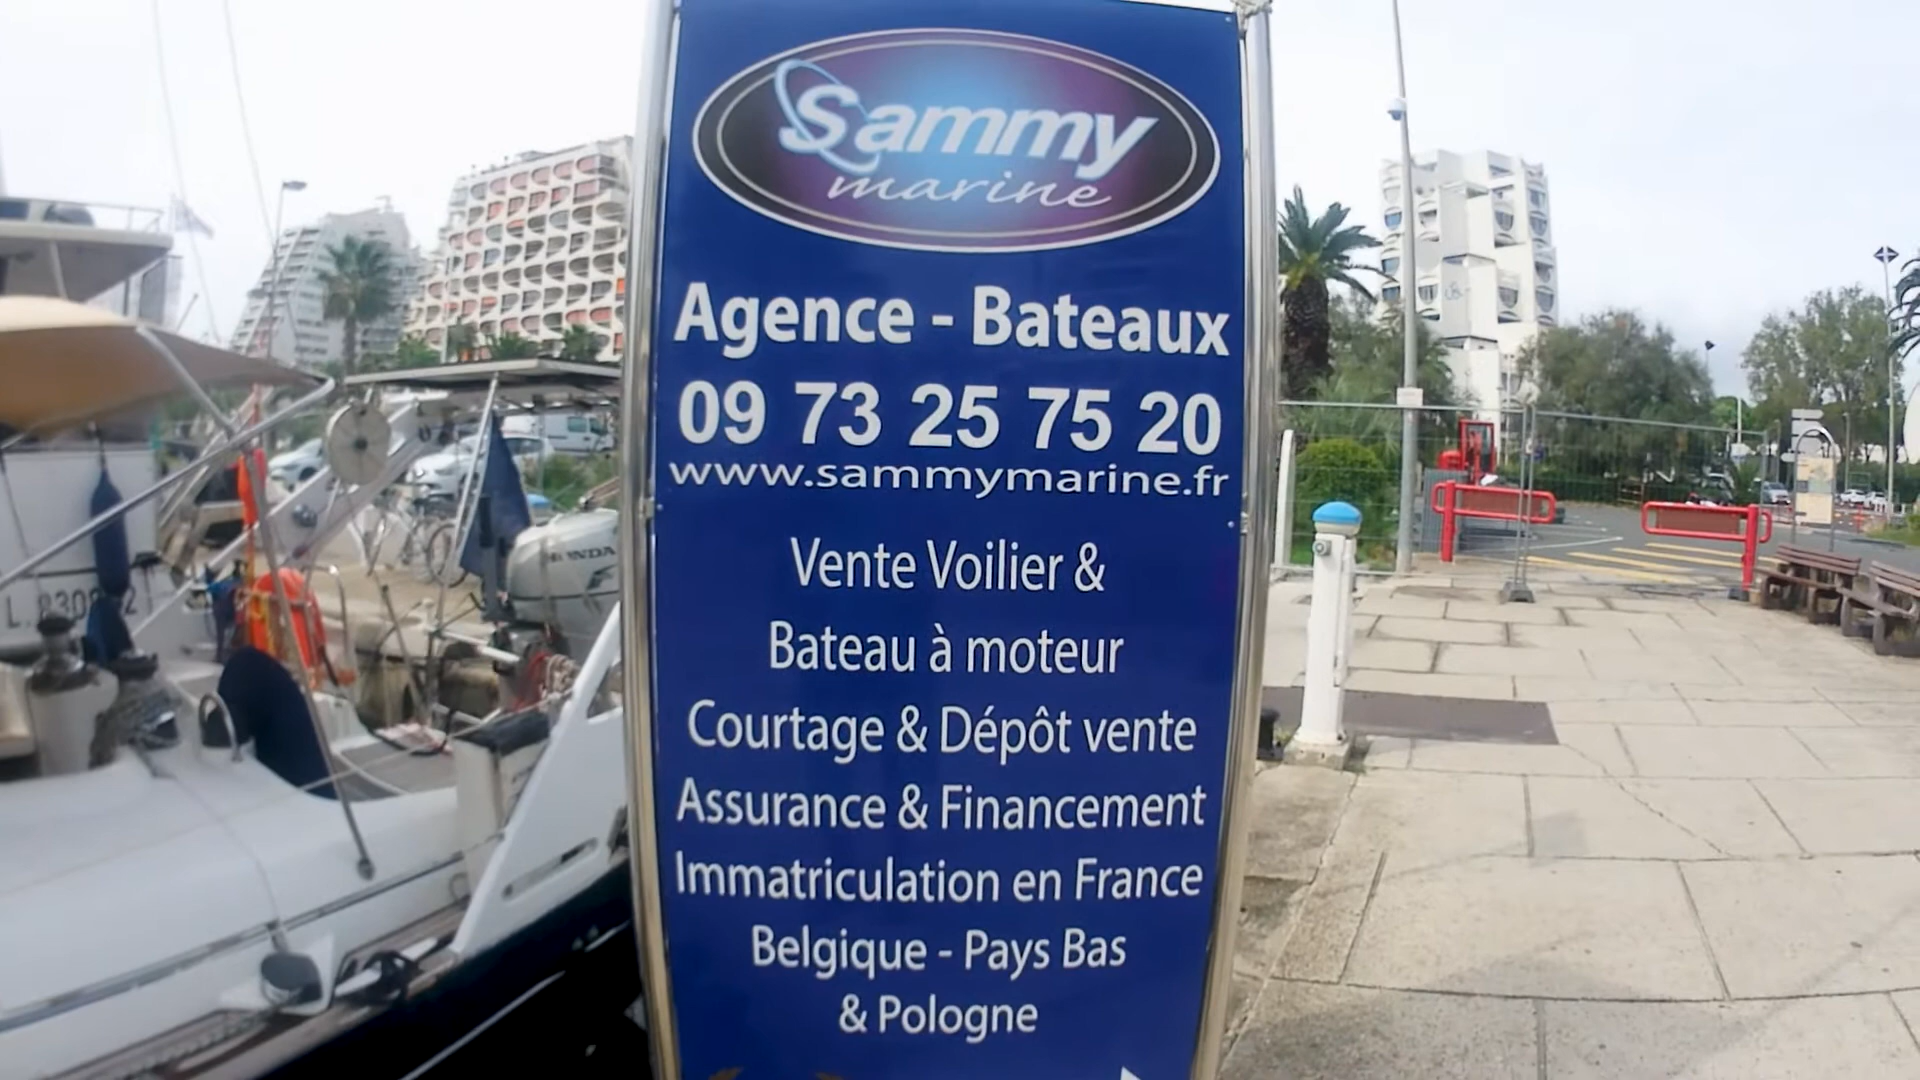 Sammy
marine
Agence - Bateaux
09 73 25 75 20
www.sammymarine.fr
Vente Voilier &
Bateau à moteur
Courtage & Dépôt vente
Assurance & Financement
Immatriculation en France
Belgique - Pays Bas
& Pologne
HONDA